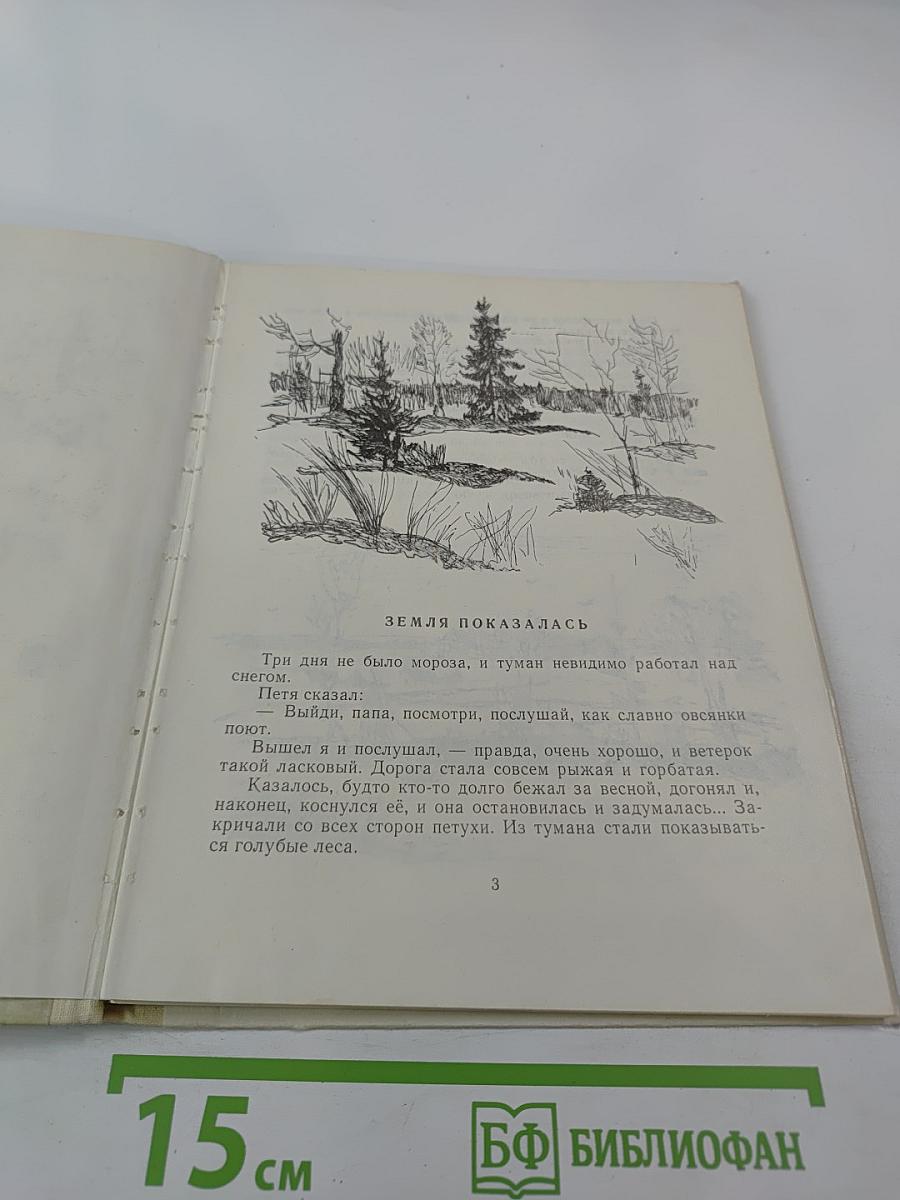 ЗЕМЛЯ ПОКАЗАЛАСЬ
Три дня не было мороза, и туман невидимо работал над
снегом.
Петя сказал:
— Выйди, папа, посмотри, послушай, как славно овсянки
поют.
Вышел я и послушал, — правда, очень хорошо, и ветерок
такой ласковый. Дорога стала совсем рыжая и горбатая.
Казалось, будто кто-то долго бежал за весной, догонял и,
наконец, коснулся её, и она остановилась и задумалась... За-
кричали со всех сторон петухи. Из тумана стали показывать-
ся голубые леса.
3
15 см
БФ БИБЛИОФАН